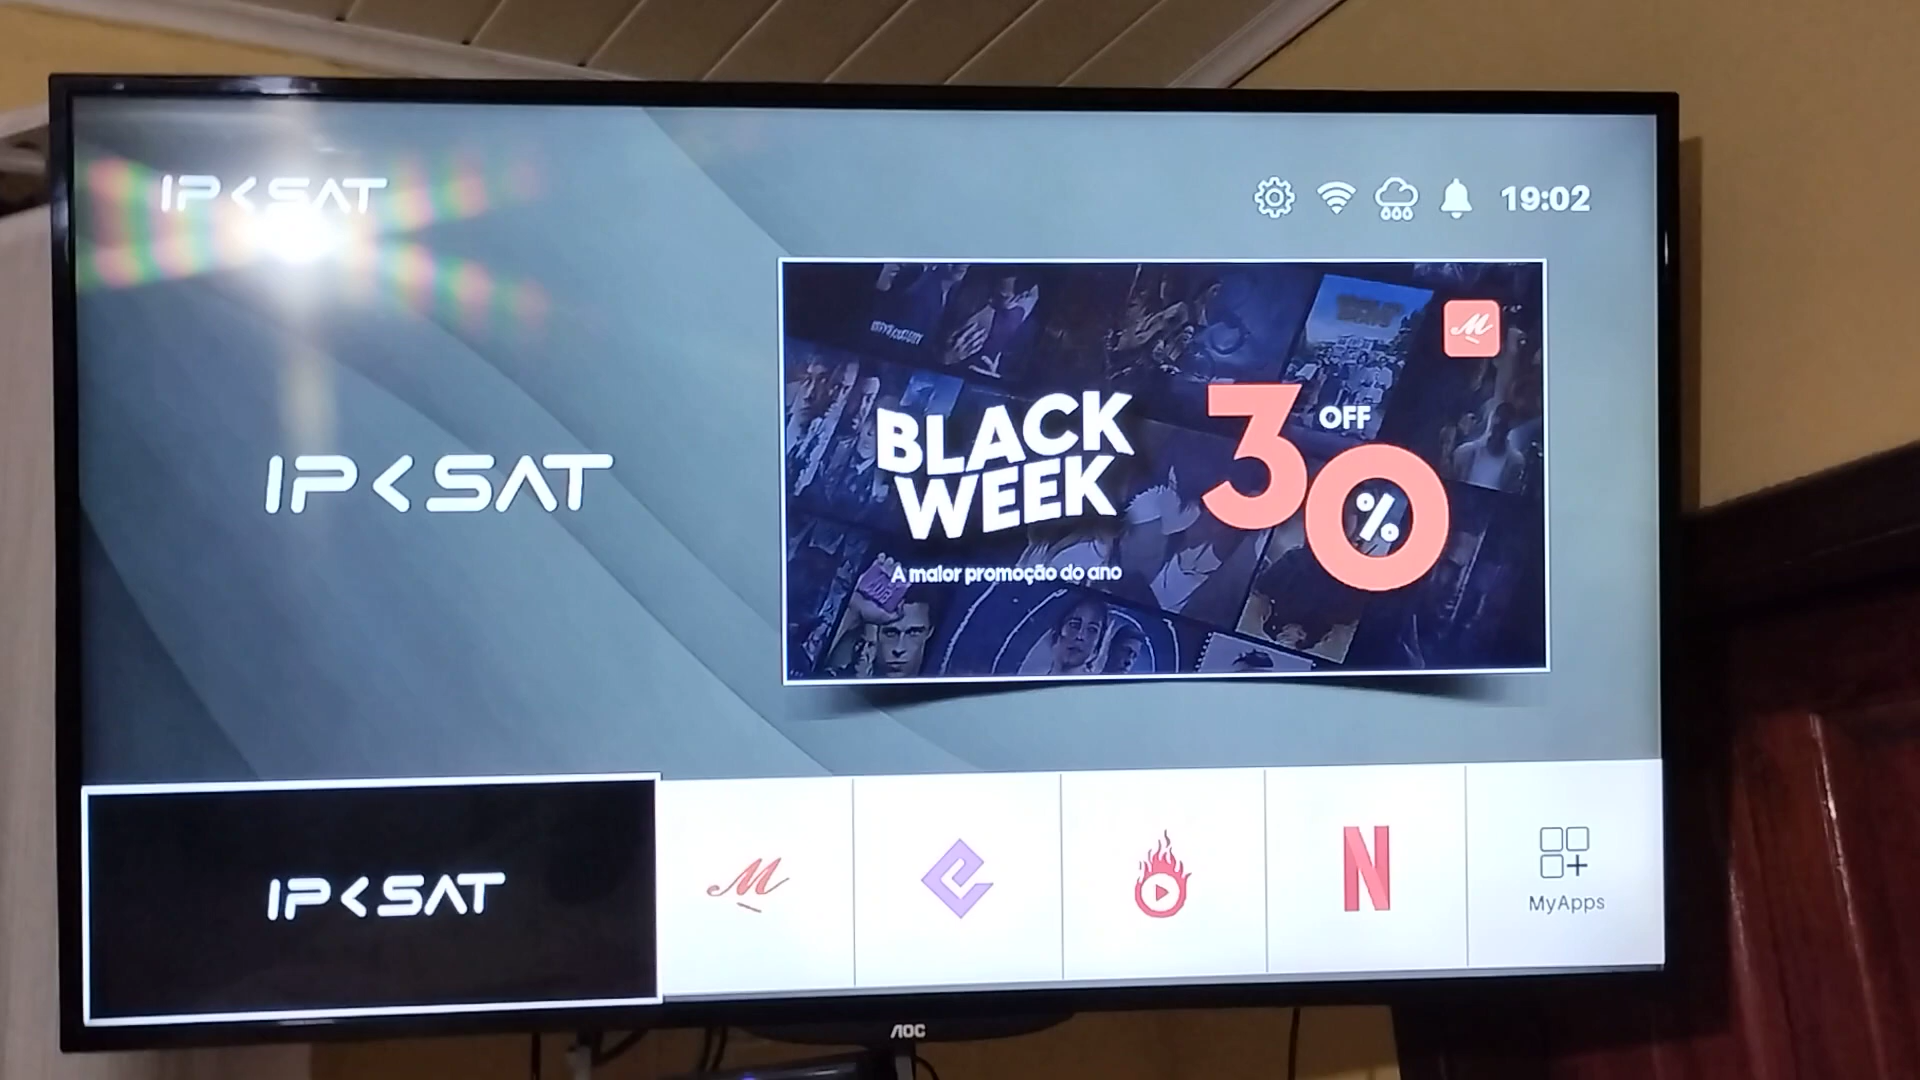 IP<SAT
19:02
BLACK
WEEK
30
OFF
%
A maior promoção do ano
IP<SAT
IP<SAT
M
N
MyApps
AOC